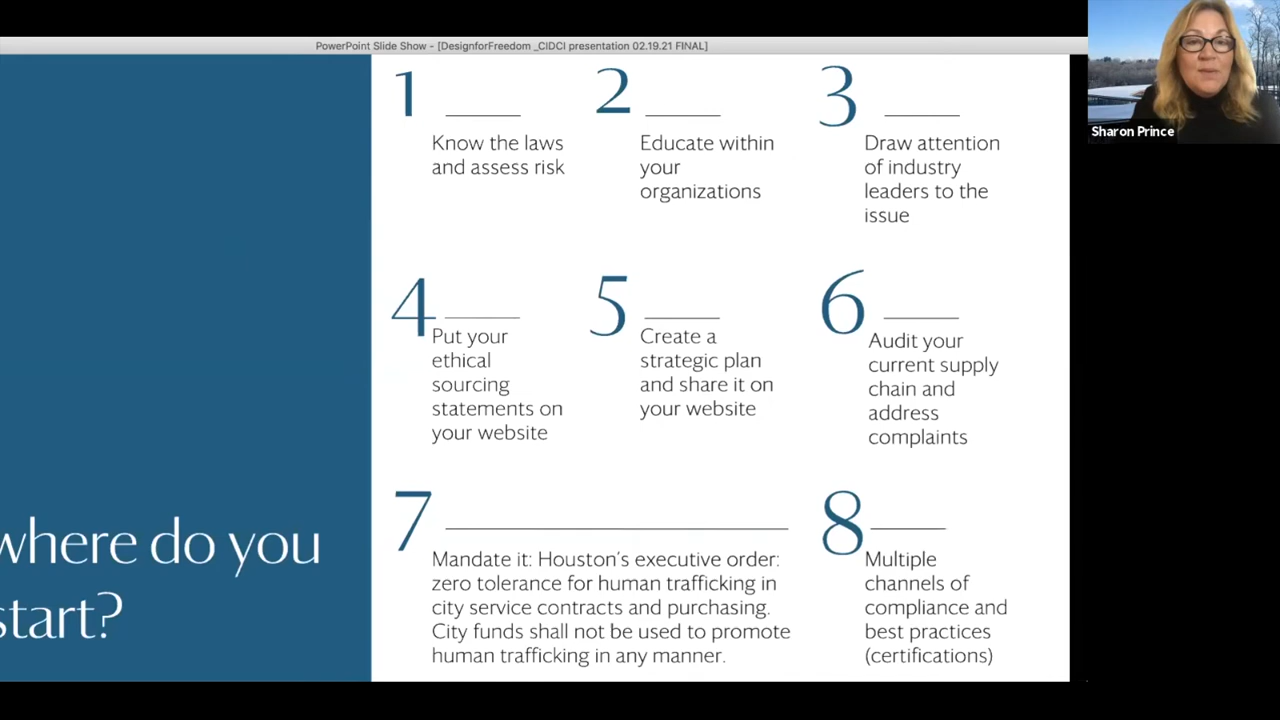 PowerPoint Slide Show - [DesignforFreedom _CIDCI presentation 02.19.21 FINAL]
Sharon Prince
1
Know the laws
and assess risk
2
Educate within
your
organizations
3
Draw attention
of industry
leaders to the
issue
4
Put your
ethical
sourcing
statements on
your website
5
Create a
strategic plan
and share it on
your website
6
Audit your
current supply
chain and
address
complaints
where do you
start?
7
Mandate it: Houston's executive order:
zero tolerance for human trafficking in
city service contracts and purchasing.
City funds shall not be used to promote
human trafficking in any manner.
8
Multiple
channels of
compliance and
best practices
(certifications)